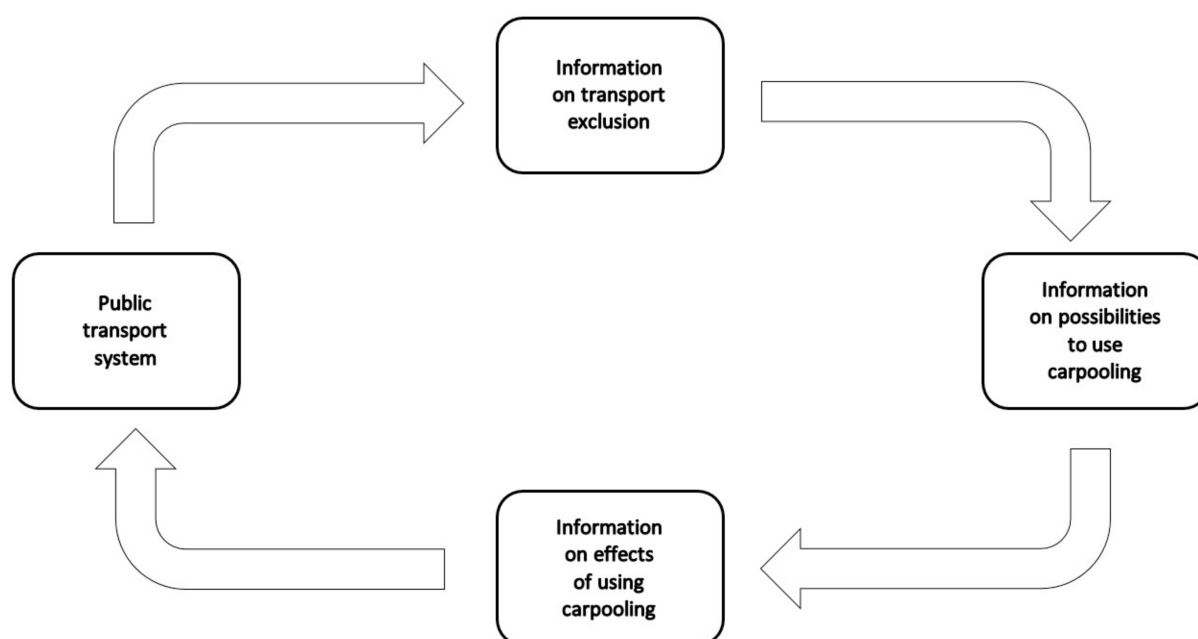 Information
on transport
exclusion
Public
transport
system
Information
on possibilities
to use
carpooling
Information
on effects
of using
carpooling